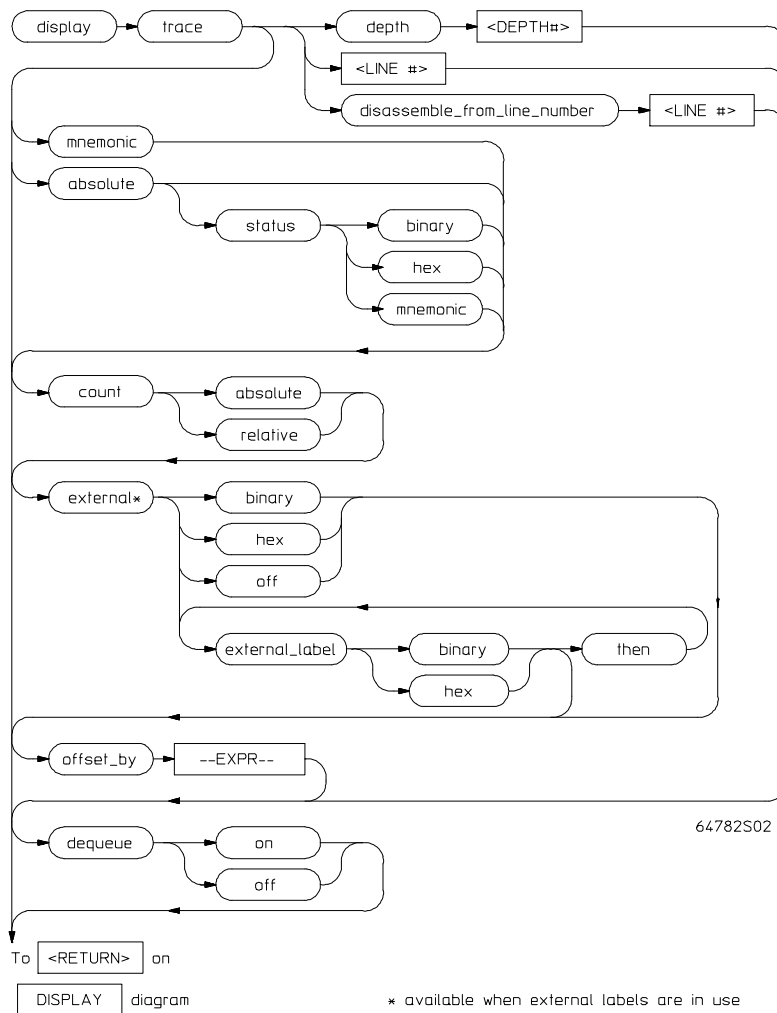 display trace depth <DEPTH#>
<LINE #>
disassemble_from_line_number <LINE #>
mnemonic
absolute
status binary
hex
mnemonic
count absolute
relative
external* binary
hex
off
external_label binary then
hex
offset_by --EXPR--
64782S02
dequeue on
off
To <RETURN> on
DISPLAY diagram
* available when external labels are in use